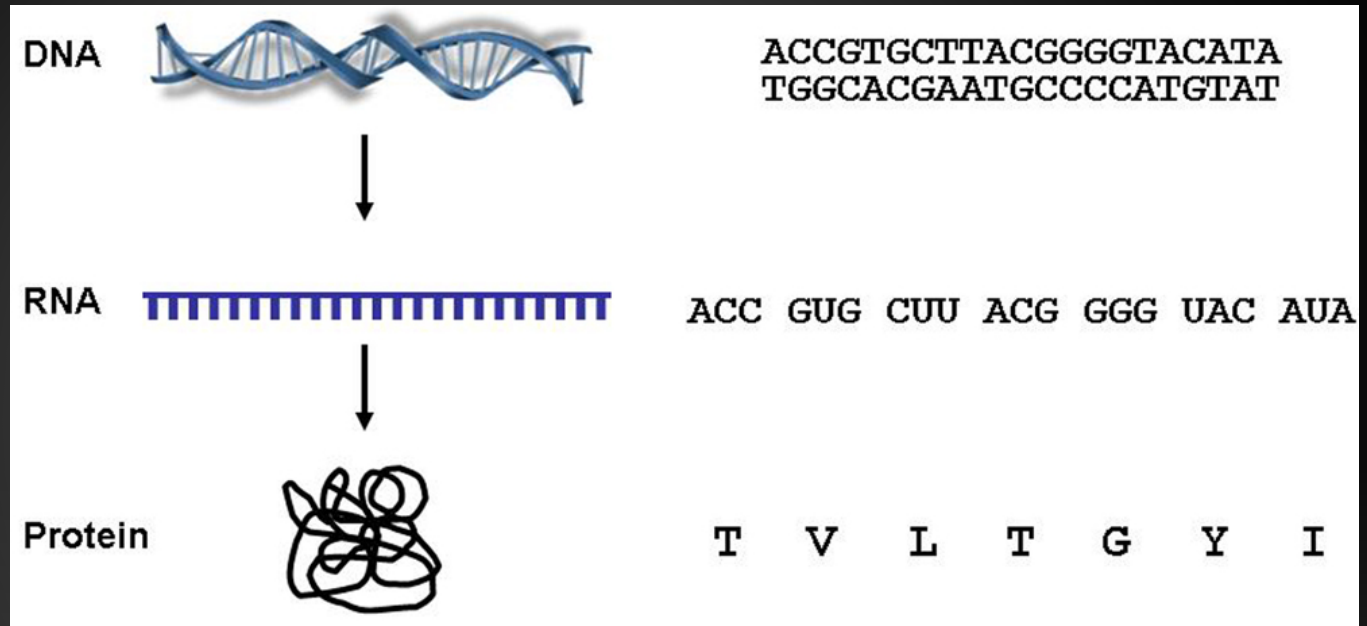 DNA
ACCGTGCTTACGGGGTACATA
TGGCACGAATGCCCCATGTAT
RNA
ACC GUG CUU ACG GGG UAC AUA
Protein
T V L T G Y I